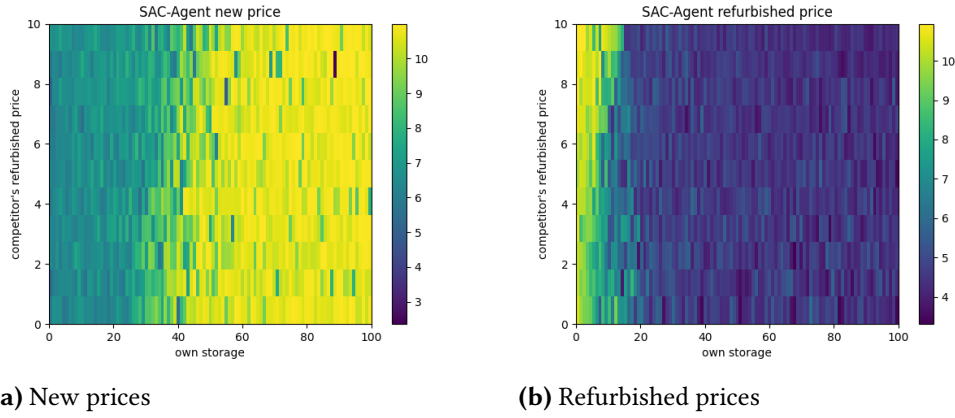 SAC-Agent new price
competitor's refurbished price
10
8
6
4
2
0
0 20 40 60 80 100
own storage
10
9
8
7
6
5
4
3
SAC-Agent refurbished price
competitor's refurbished price
10
8
6
4
2
0
0 20 40 60 80 100
own storage
10
9
8
7
6
5
4
a) New prices
(b) Refurbished prices